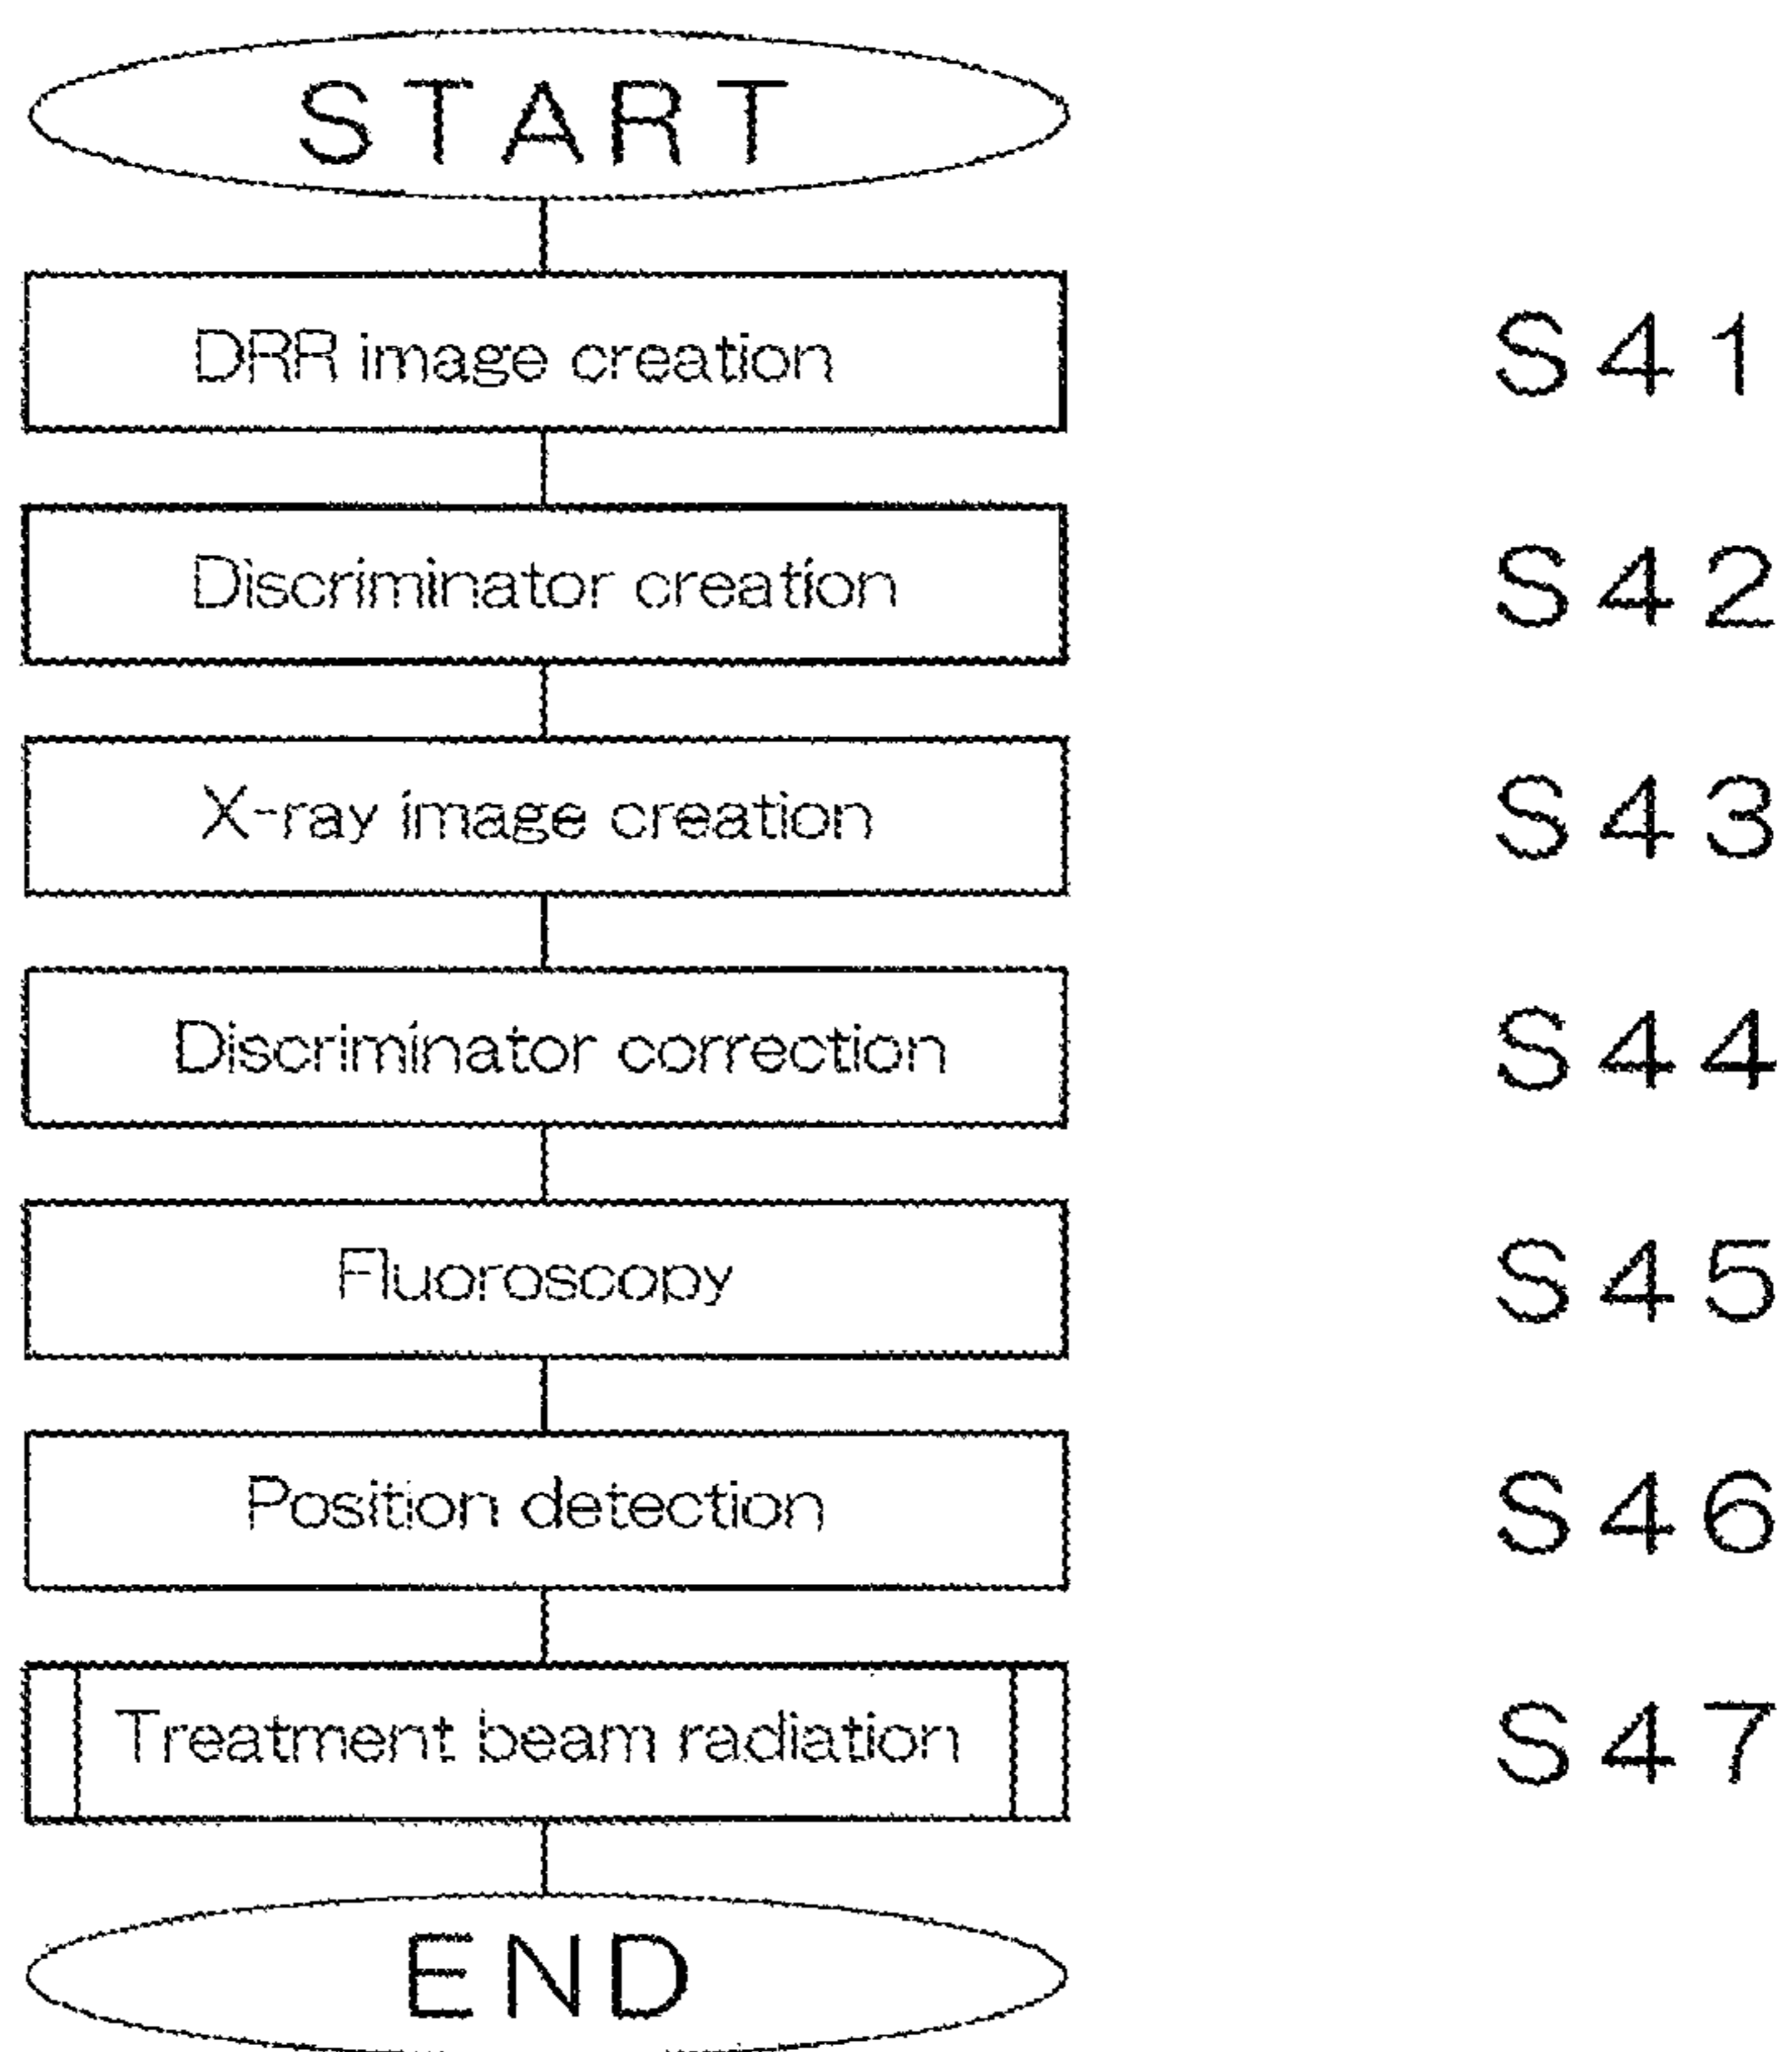 START
DRR image creation S41
Discriminator creation S42
X-ray image creation S43
Discriminator correction S44
Fluoroscopy S45
Position detection S46
Treatment beam radiation S47
END